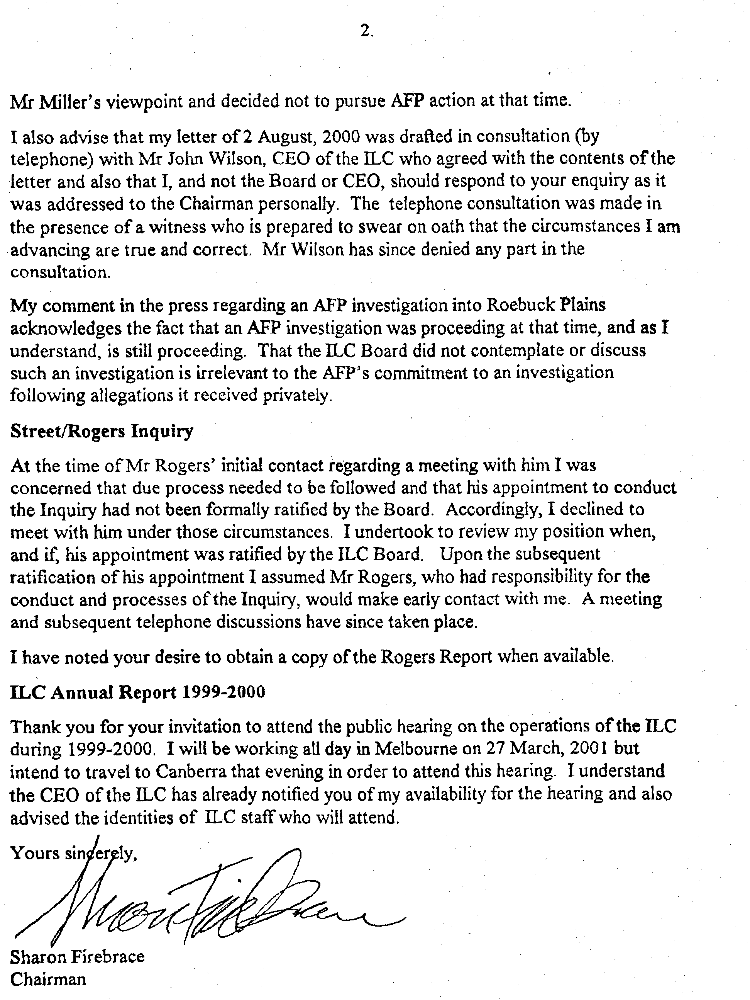 2.
Mr Miller's viewpoint and decided not to pursue AFP action at that time.
I also advise that my letter of 2 August, 2000 was drafted in consultation (by
telephone) with Mr John Wilson, CEO of the ILC who agreed with the contents of the
letter and also that I, and not the Board or CEO, should respond to your enquiry as it
was addressed to the Chairman personally. The telephone consultation was made in
the presence of a witness who is prepared to swear on oath that the circumstances I am
advancing are true and correct. Mr Wilson has since denied any part in the
consultation.
My comment in the press regarding an AFP investigation into Roebuck Plains
acknowledges the fact that an AFP investigation was proceeding at that time, and as I
understand, is still proceeding. That the ILC Board did not contemplate or discuss
such an investigation is irrelevant to the AFP's commitment to an investigation
following allegations it received privately.
Street/Rogers Inquiry
At the time of Mr Rogers' initial contact regarding a meeting with him I was
concerned that due process needed to be followed and that his appointment to conduct
the Inquiry had not been formally ratified by the Board. Accordingly, I declined to
meet with him under those circumstances. I undertook to review my position when,
and if, his appointment was ratified by the ILC Board. Upon the subsequent
ratification of his appointment I assumed Mr Rogers, who had responsibility for the
conduct and processes of the Inquiry, would make early contact with me. A meeting
and subsequent telephone discussions have since taken place.
I have noted your desire to obtain a copy of the Rogers Report when available.
ILC Annual Report 1999-2000
Thank you for your invitation to attend the public hearing on the operations of the ILC
during 1999-2000. I will be working all day in Melbourne on 27 March, 2001 but
intend to travel to Canberra that evening in order to attend this hearing. I understand
the CEO of the ILC has already notified you of my availability for the hearing and also
advised the identities of ILC staff who will attend.
Yours sincerely,
Sharon Firebrace
Sharon Firebrace
Chairman